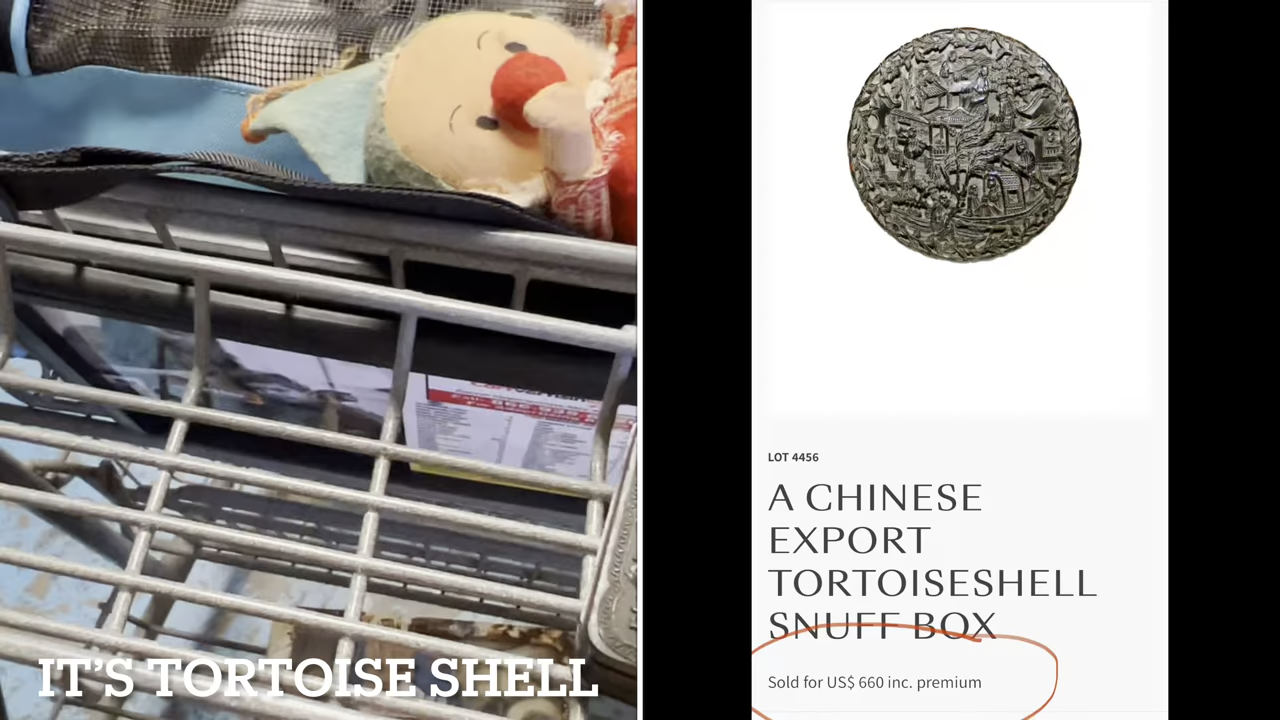 IT'S TORTOISE SHELL
LOT 4456
A CHINESE
EXPORT
TORTOISESHELL
SNUFF BOX
Sold for US$ 660 inc. premium